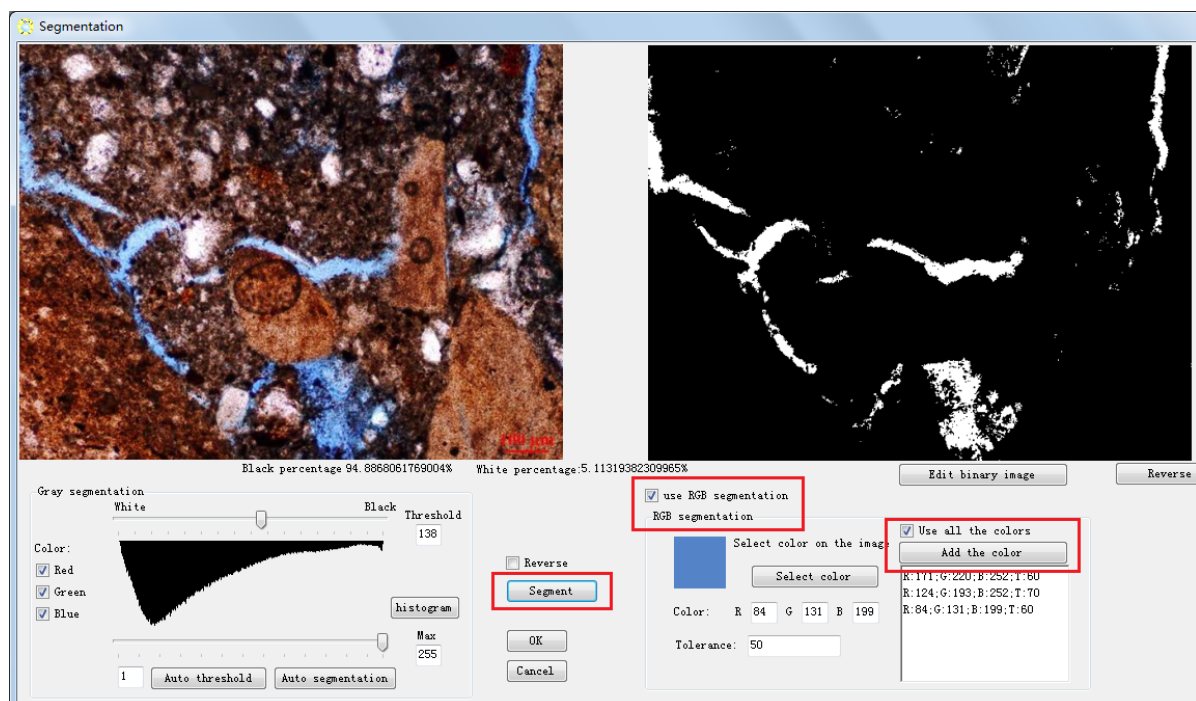 Segmentation
100 μm
Black percentage 94.8868061769004% White percentage:5.11319382309965%
Edit binary image
Reverse
Gray segmentation
White
Black
Threshold
138
Color:
Red
Green
Blue
histogram
Max
255
1
Auto threshold
Auto segmentation
Reverse
Segment
OK
Cancel
use RGB segmentation
RGB segmentation
Select color on the image
Select color
Color: R 84 G 131 B 199
Tolerance: 50
Use all the colors
Add the color
R:171;G:220;B:252;T:60
R:124;G:193;B:252;T:70
R:84;G:131;B:199;T:60